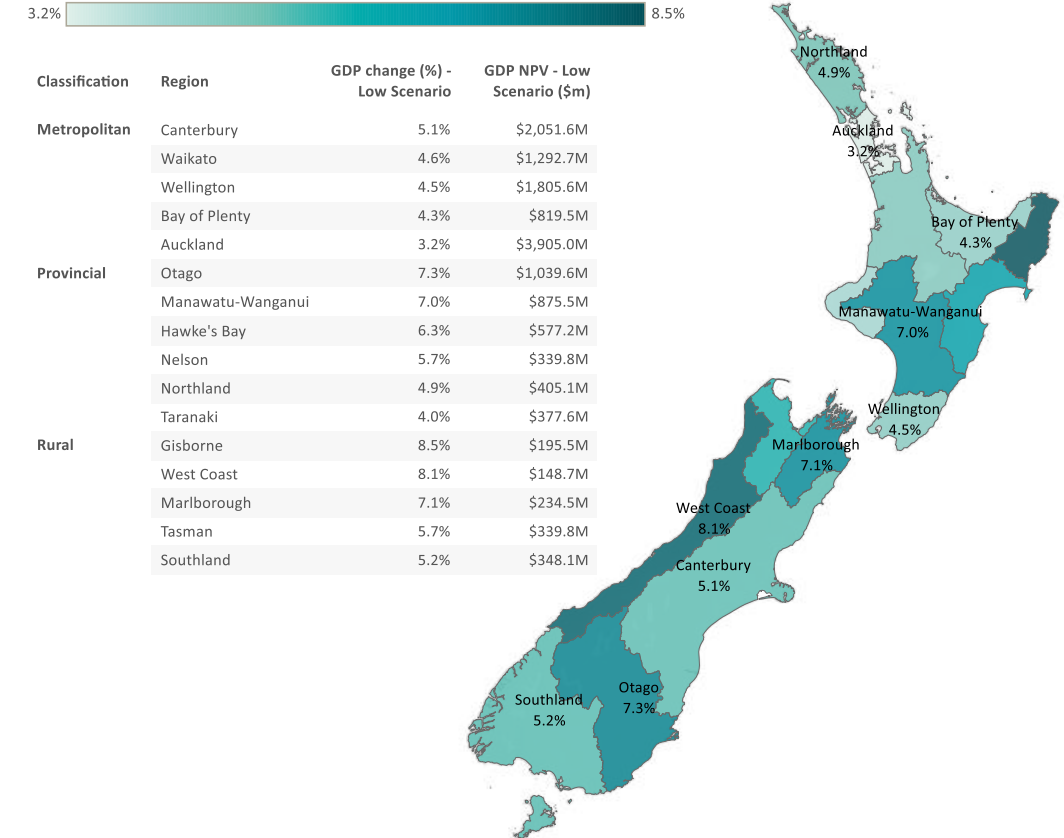 3.2% 8.5%
Classification Region GDP change (%) - Low Scenario GDP NPV - Low Scenario ($m)
Metropolitan Canterbury 5.1% $2,051.6M
Waikato 4.6% $1,292.7M
Wellington 4.5% $1,805.6M
Bay of Plenty 4.3% $819.5M
Auckland 3.2% $3,905.0M
Provincial Otago 7.3% $1,039.6M
Manawatu-Wanganui 7.0% $875.5M
Hawke's Bay 6.3% $577.2M
Nelson 5.7% $339.8M
Northland 4.9% $405.1M
Taranaki 4.0% $377.6M
Rural Gisborne 8.5% $195.5M
West Coast 8.1% $148.7M
Marlborough 7.1% $234.5M
Tasman 5.7% $339.8M
Southland 5.2% $348.1M
Northland
4.9%
Auckland
3.2%
Bay of Plenty
4.3%
Manawatu-Wanganui
7.0%
Wellington
4.5%
Marlborough
7.1%
West Coast
8.1%
Canterbury
5.1%
Otago
7.3%
Southland
5.2%